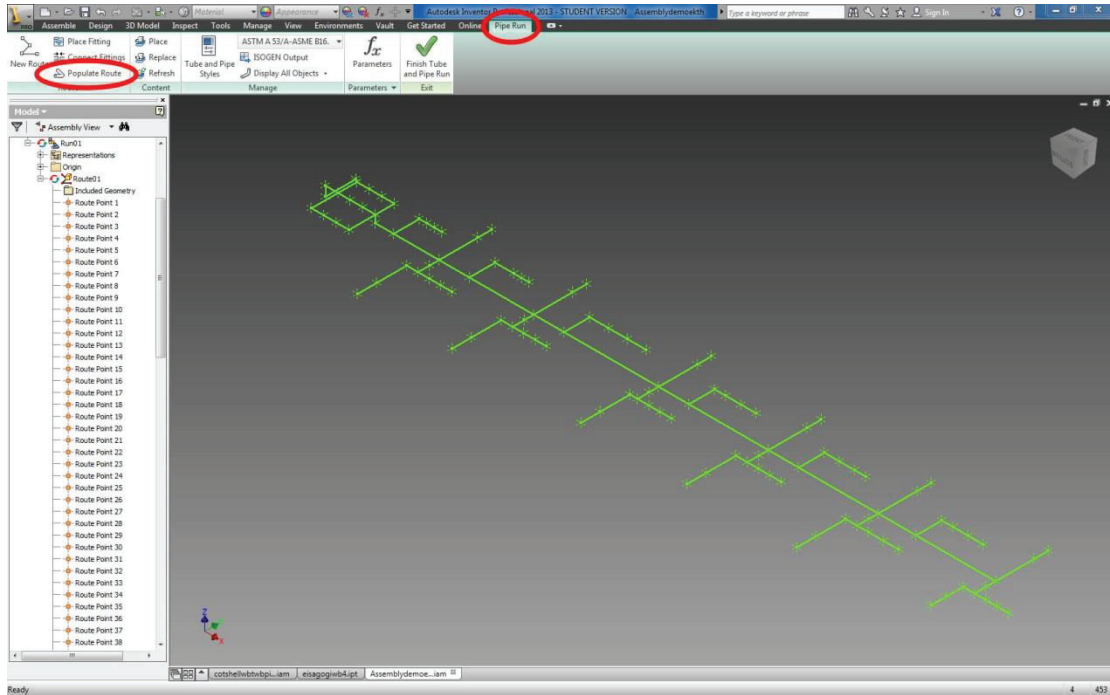 Material Appearance Autodesk Inventor Professional 2013 - STUDENT VERSION Assemblydemoekth Type a keyword or phrase Sign In
PRO Assemble Design 3D Model Inspect Tools Manage View Environments Vault Get Started Online Pipe Run
Place Fitting Place ASTM A 53/A-ASME B16.
New Route Connect Fittings Replace Tube and Pipe Styles ISOGEN Output Parameters Finish Tube and Pipe Run
Populate Route Refresh Display All Objects
Route Content Manage Parameters Exit
Model
Assembly View
Run01
Representations
Origin
Route01
Included Geometry
Route Point 1
Route Point 2
Route Point 3
Route Point 4
Route Point 5
Route Point 6
Route Point 7
Route Point 8
Route Point 9
Route Point 10
Route Point 11
Route Point 12
Route Point 13
Route Point 14
Route Point 15
Route Point 16
Route Point 17
Route Point 18
Route Point 19
Route Point 20
Route Point 21
Route Point 22
Route Point 23
Route Point 24
Route Point 25
Route Point 26
Route Point 27
Route Point 28
Route Point 29
Route Point 30
Route Point 31
Route Point 32
Route Point 33
Route Point 34
Route Point 35
Route Point 36
Route Point 37
Route Point 38
Z
X
cotshellwbtwbpi...iam eisagogiwb4.ipt Assemblydemoe...iam
Ready 4 453